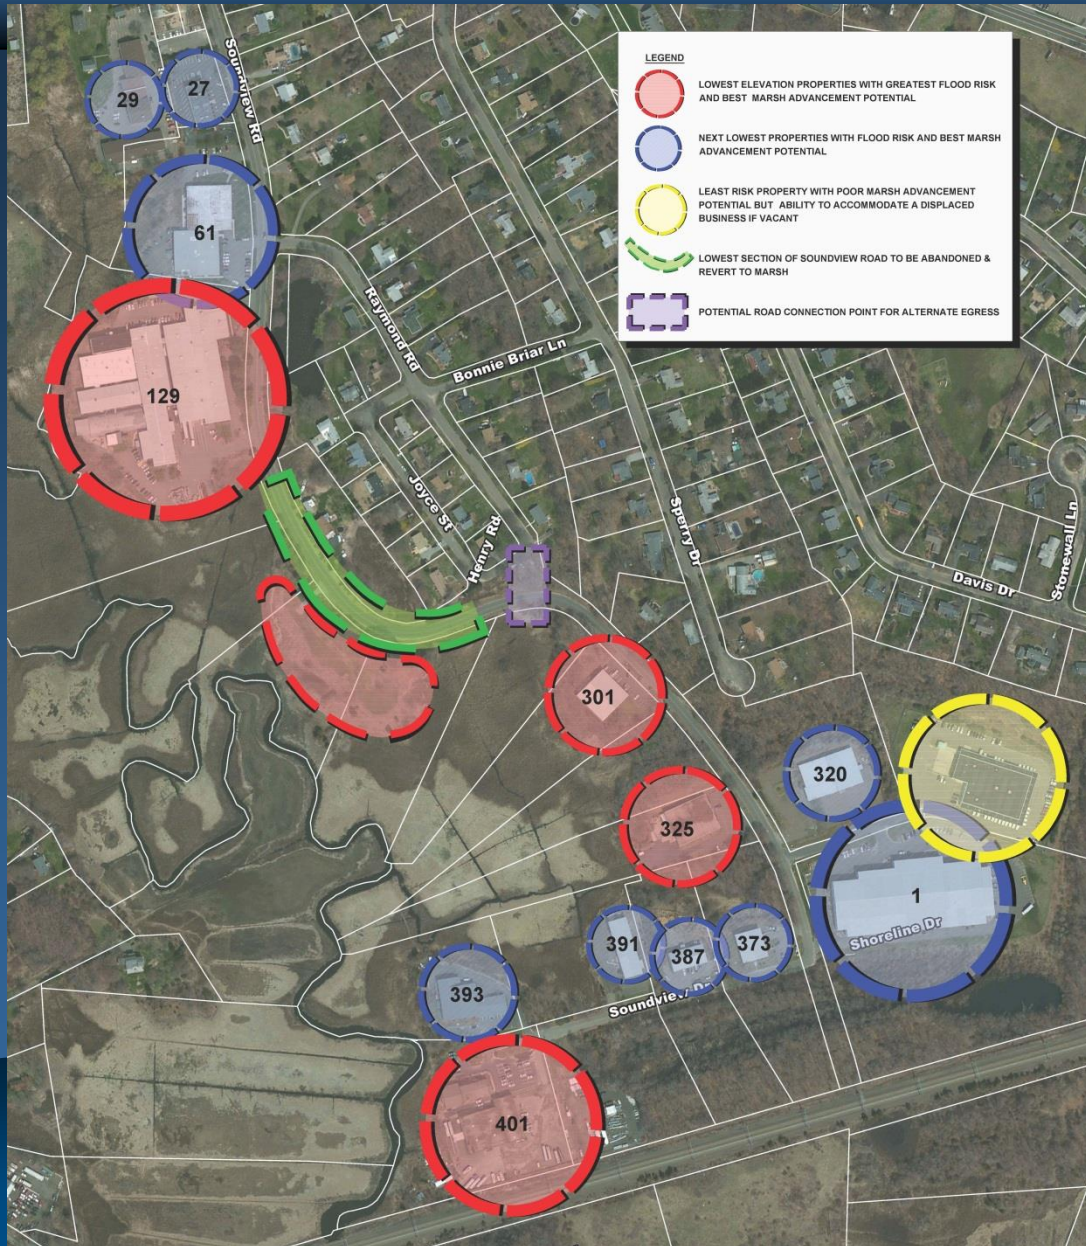 LEGEND
LOWEST ELEVATION PROPERTIES WITH GREATEST FLOOD RISK
AND BEST MARSH ADVANCEMENT POTENTIAL
NEXT LOWEST PROPERTIES WITH FLOOD RISK AND BEST MARSH
ADVANCEMENT POTENTIAL
LEAST RISK PROPERTY WITH POOR MARSH ADVANCEMENT
POTENTIAL BUT ABILITY TO ACCOMMODATE A DISPLACED
BUSINESS IF VACANT
LOWEST SECTION OF SOUNDVIEW ROAD TO BE ABANDONED &
REVERT TO MARSH
POTENTIAL ROAD CONNECTION POINT FOR ALTERNATE EGRESS
Soundview Rd
29
27
61
Raymond Rd
Bonnie Briar Ln
129
Joyce St
Henry Rd
Sperry Dr
Stonewall Ln
Davis Dr
301
320
325
1
Shoreline Dr
391
387
373
393
Soundview Dr
401